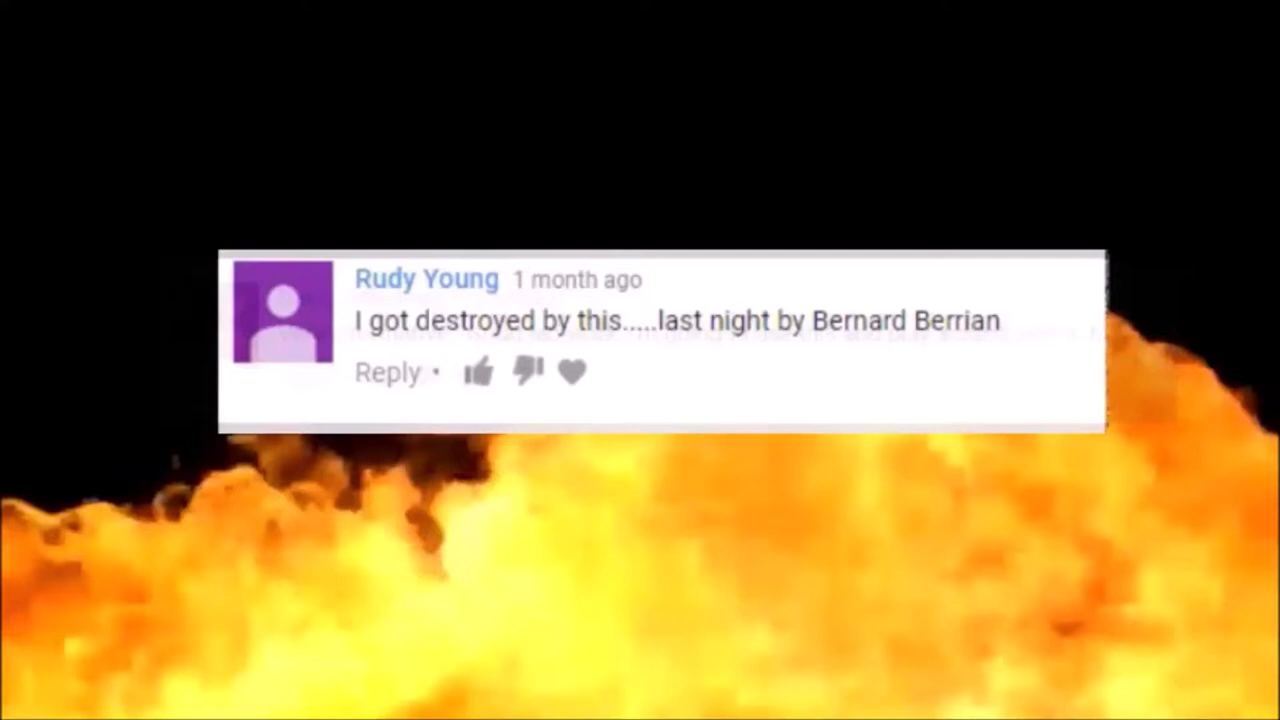 Rudy Young 1 month ago
I got destroyed by this.....last night by Bernard Berrian
Reply •